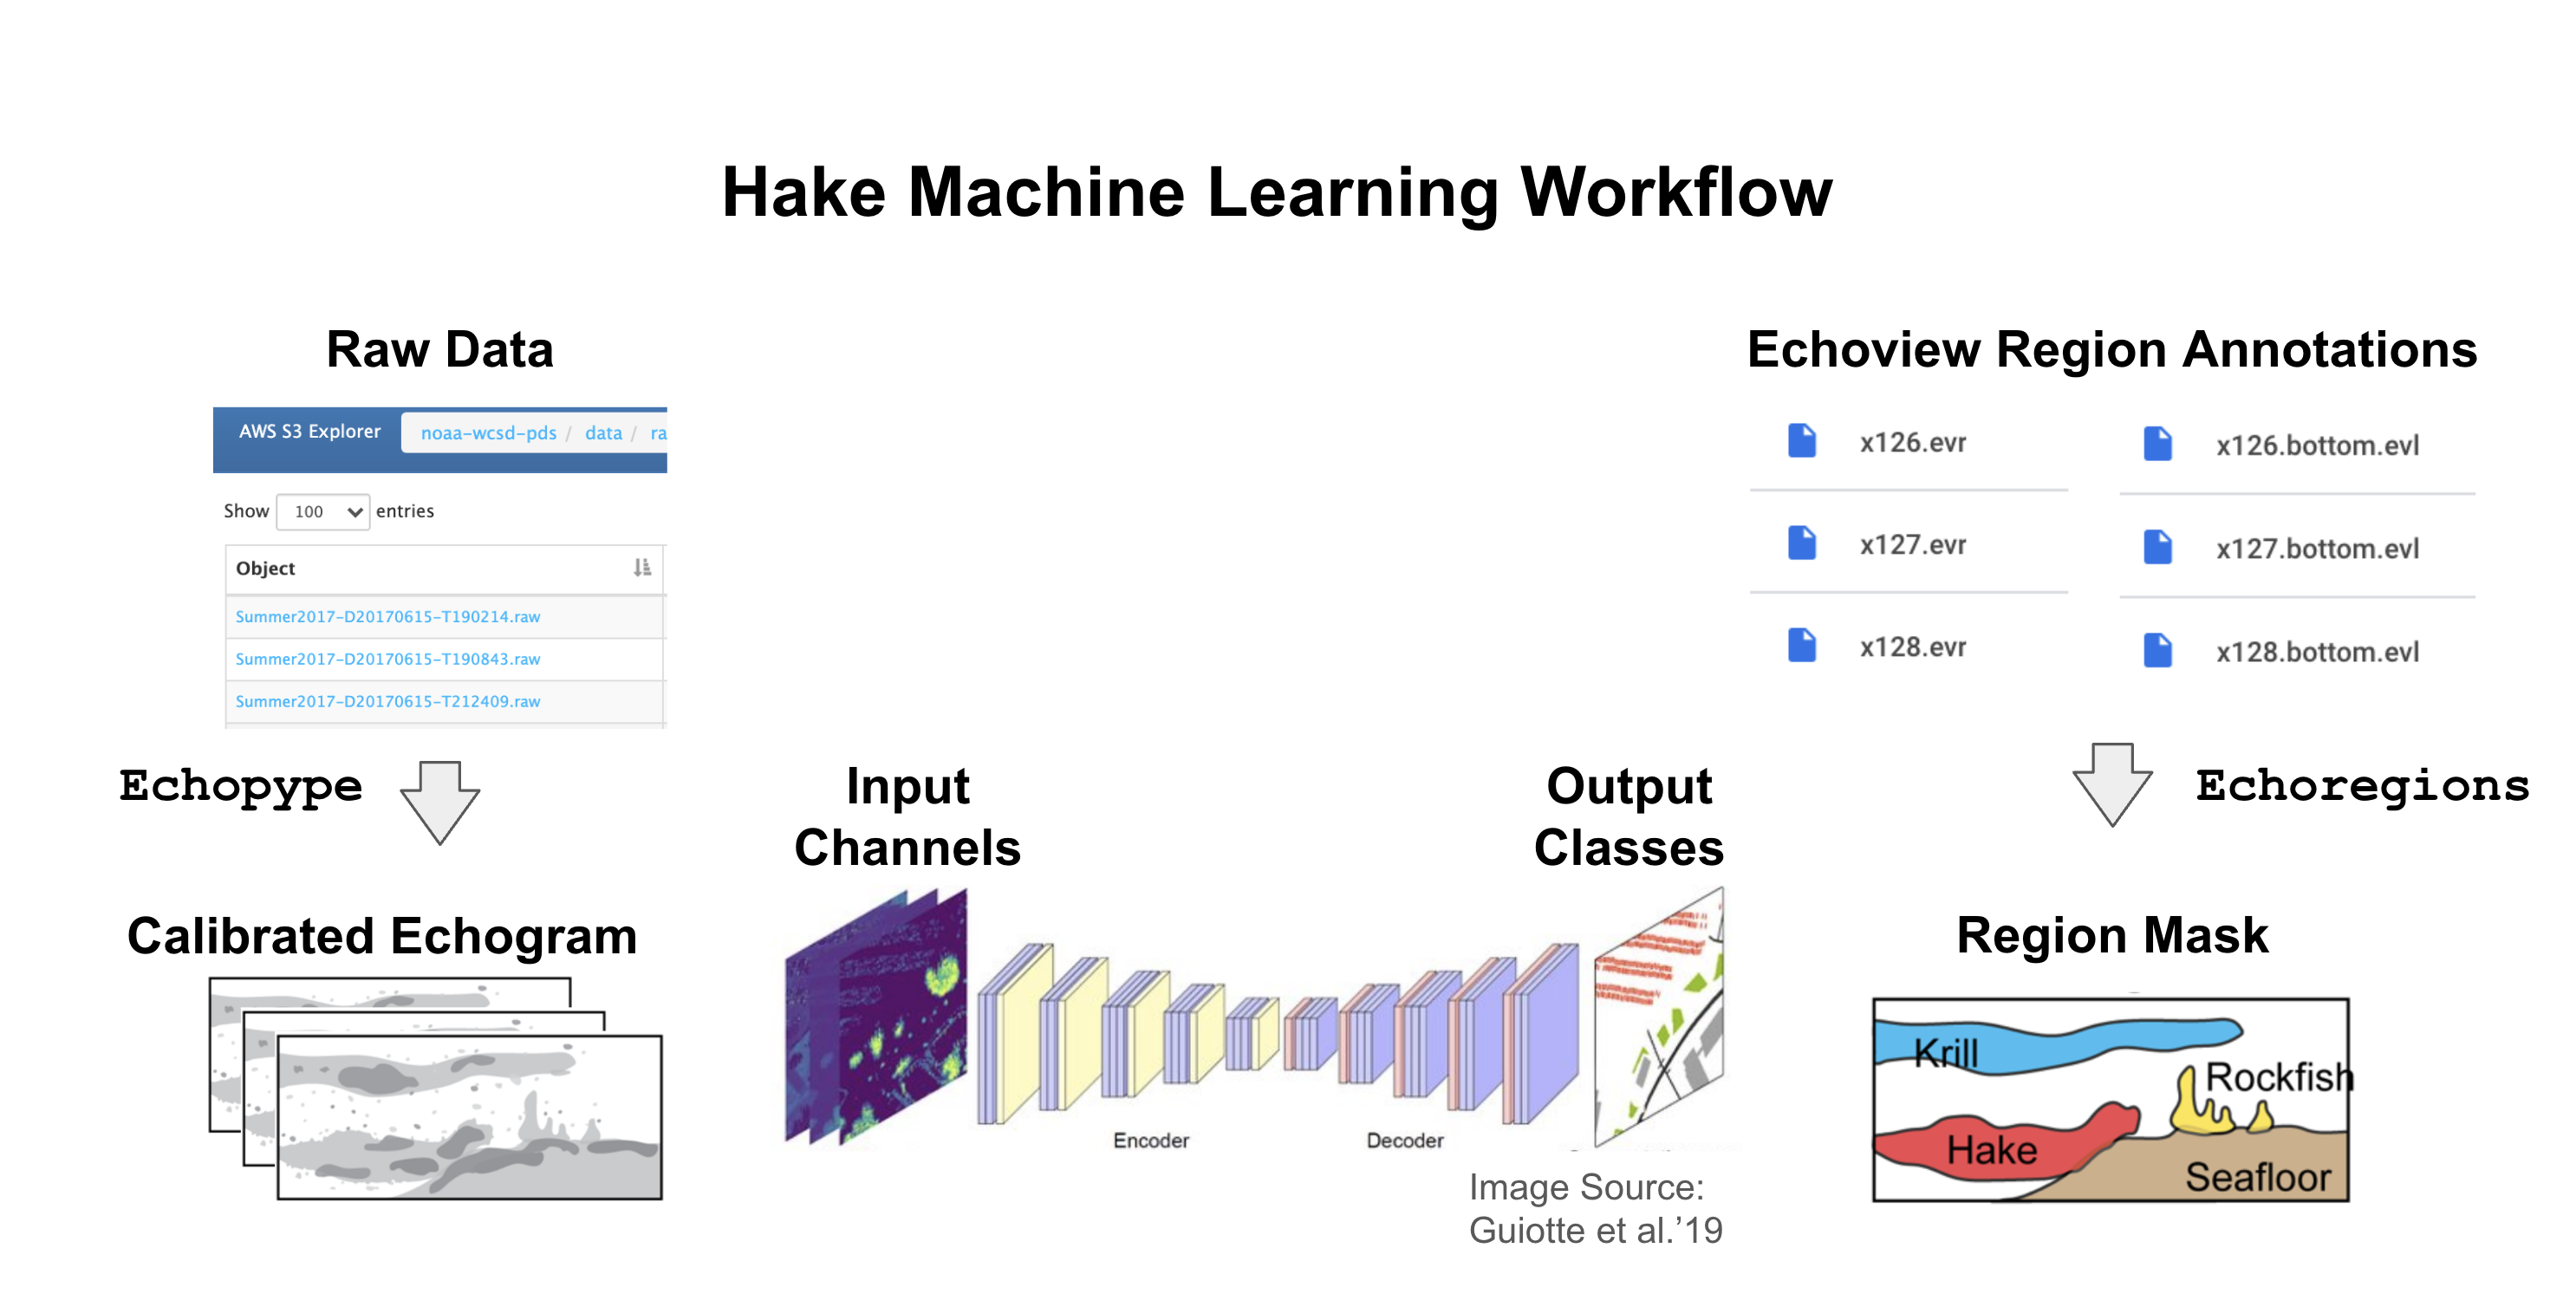 Hake Machine Learning Workflow
Raw Data
AWS S3 Explorer noaa-wcsd-pds / data / ra
Show 100 entries
Object
Summer2017-D20170615-T190214.raw
Summer2017-D20170615-T190843.raw
Summer2017-D20170615-T212409.raw
Echopype
Calibrated Echogram
Input
Channels
Output
Classes
Encoder
Decoder
Image Source:
Guiotte et al.’19
Echoview Region Annotations
x126.evr
x126.bottom.evl
x127.evr
x127.bottom.evl
x128.evr
x128.bottom.evl
Echoregions
Region Mask
Krill
Rockfish
Hake
Seafloor